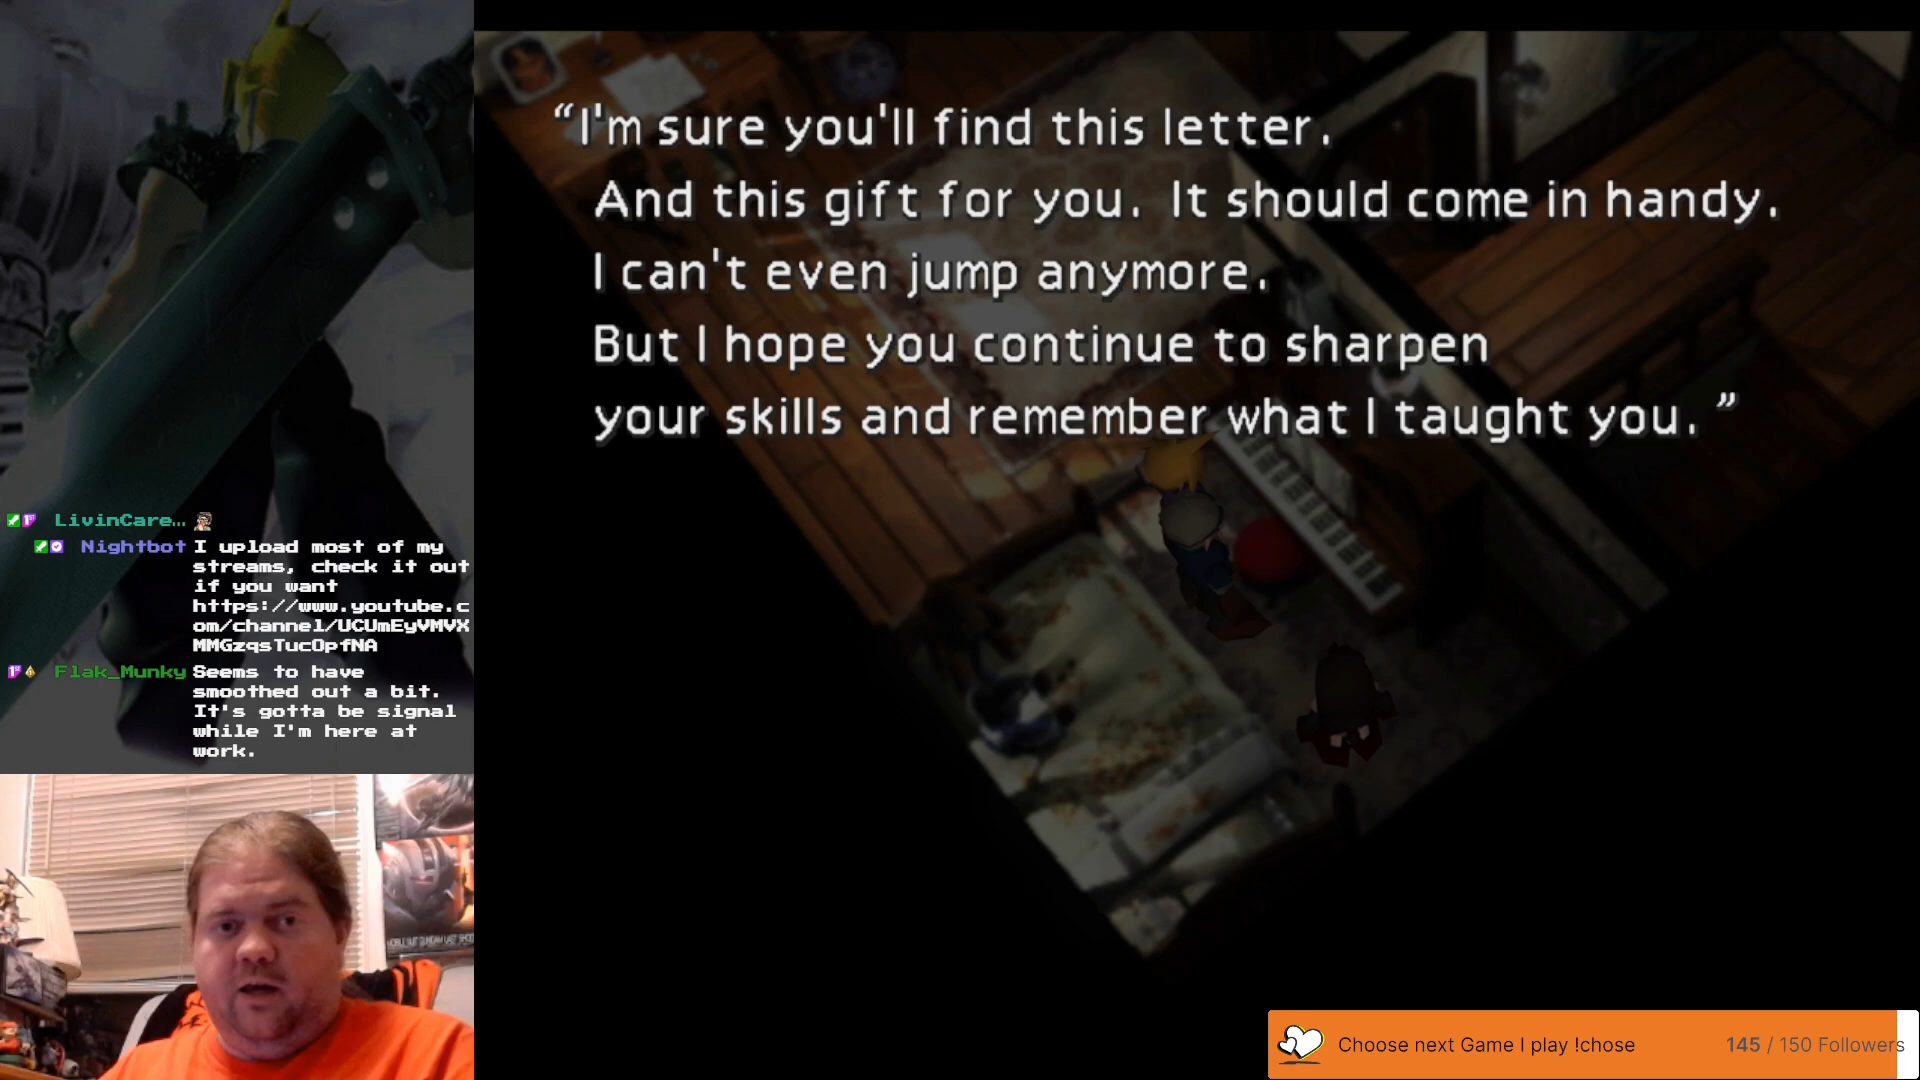 “I'm sure you'll find this letter.
And this gift for you. It should come in handy.
I can't even jump anymore.
But I hope you continue to sharpen
your skills and remember what I taught you.”
LivinCare…
Nightbot I upload most of my
streams, check it out
if you want
https://www.youtube.c
om/channel/UCUmEyVMVX
MMGzqsTucOpfNA
Flak_Munky Seems to have
smoothed out a bit.
It's gotta be signal
while I'm here at
work.
Choose next Game I play !chose 145 / 150 Followers